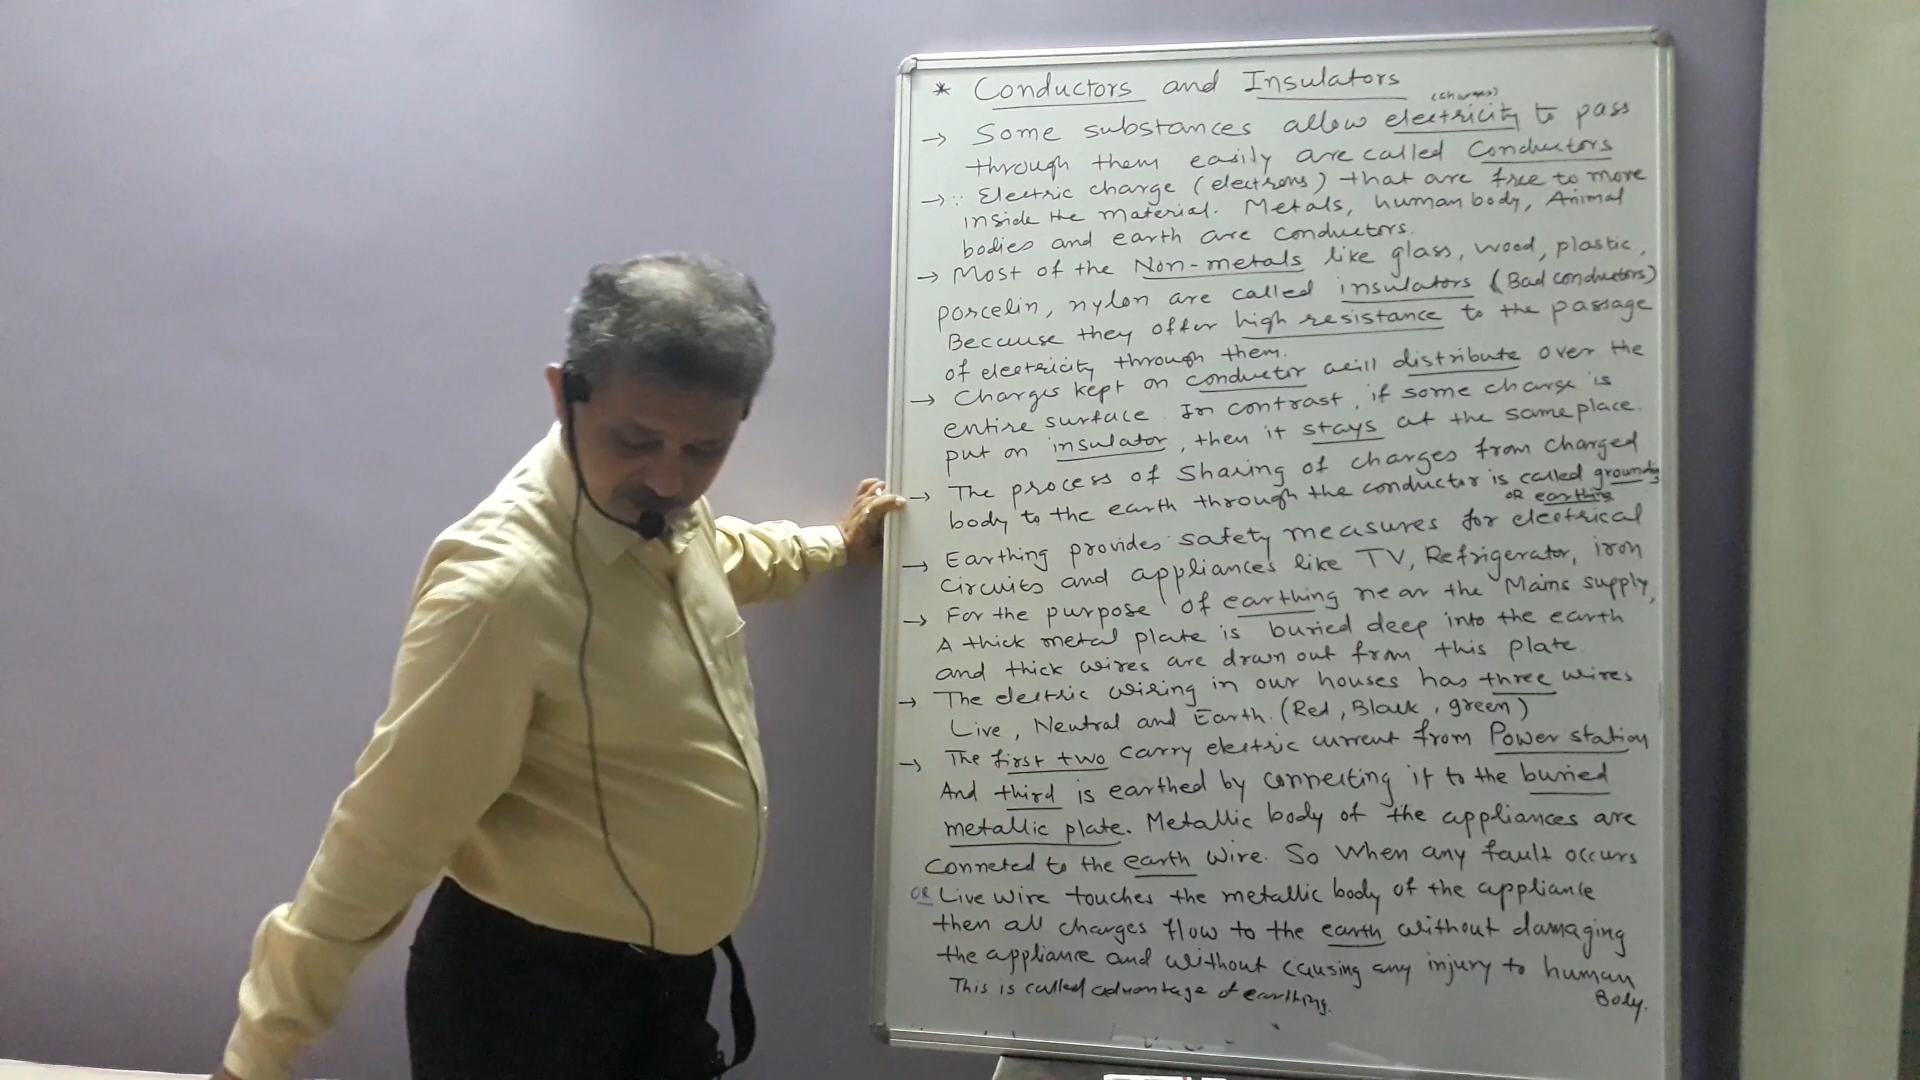 * Conductors and Insulators
(charges)
→ Some substances allow electricity to pass
through them easily are called Conductors
→ ∵ Electric charge (electrons) that are free to move
inside the material. Metals, human body, Animal
bodies and earth are conductors.
→ Most of the Non-metals like glass, wood, plastic,
porcelin, nylon are called insulators (Bad conductors)
Because they offer high resistance to the passage
of electricity through them.
→ Charges kept on conductor will distribute over the
entire surface. In contrast, if some charge is
put on insulator, then it stays at the same place.
→ The process of Sharing of charges from charged
body to the earth through the conductor is called grounding
OR earthing
→ Earthing provides safety measures for electrical
Circuits and appliances like TV, Refrigerator, iron
→ For the purpose of earthing near the Mains supply,
A thick metal plate is buried deep into the earth
and thick wires are drawn out from this plate.
→ The electric wiring in our houses has three wires
Live, Neutral and Earth. (Red, Black, green)
→ The first two carry electric current from Power station
And third is earthed by connecting it to the buried
metallic plate. Metallic body of the appliances are
Conneted to the earth wire. So when any fault occurs
OR Live wire touches the metallic body of the appliance
then all charges flow to the earth without damaging
the appliance and without causing any injury to human
Body.
This is called advantage of earthing.